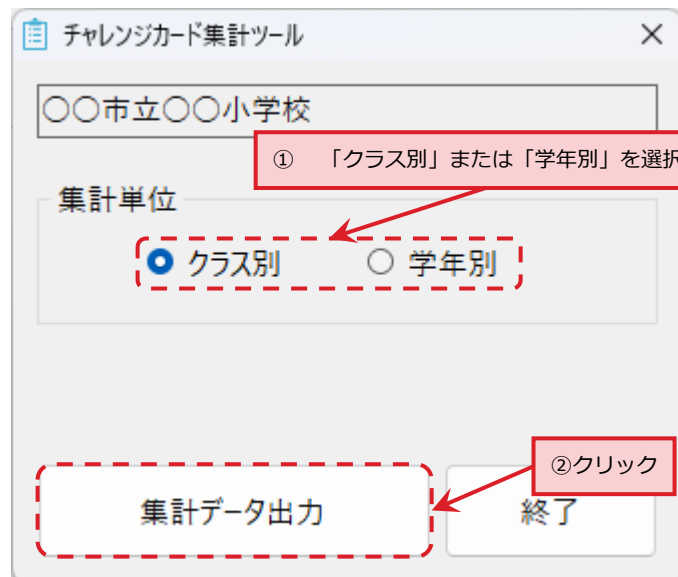 チャレンジカード集計ツール
〇〇市立〇〇小学校
① 「クラス別」または「学年別」を選択
集計単位
クラス別 学年別
②クリック
集計データ出力 終了